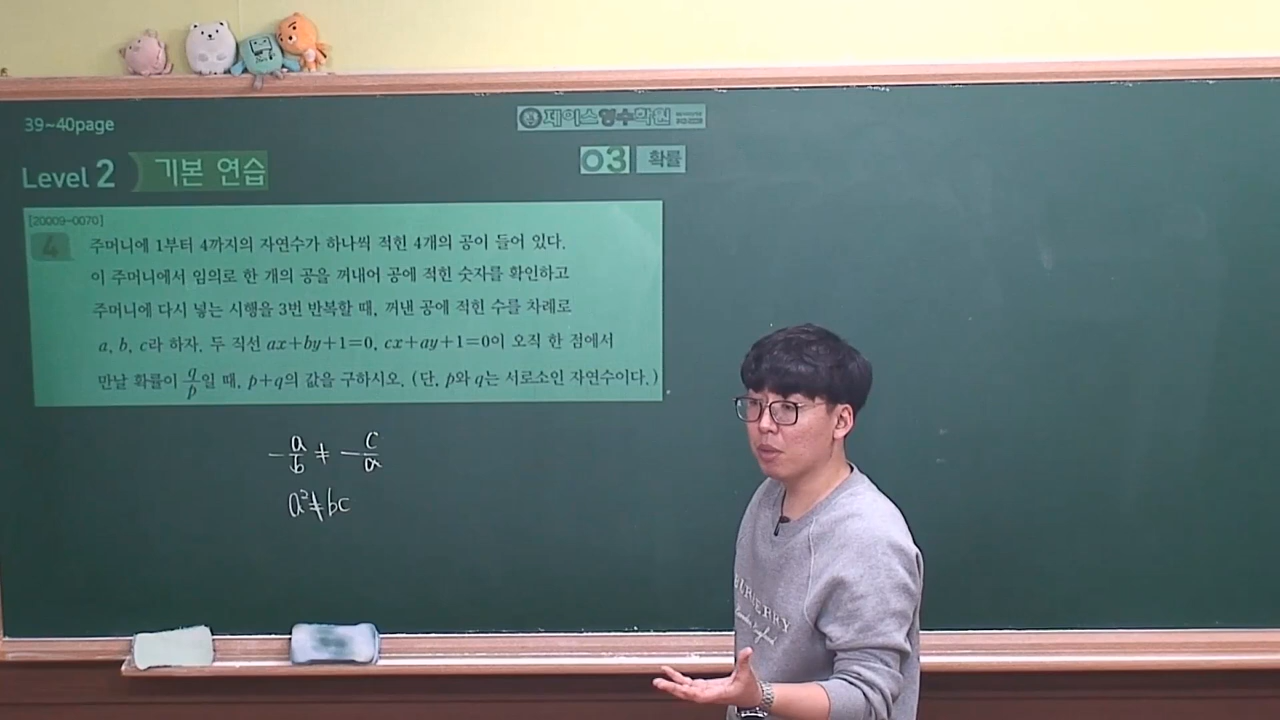 39~40page
제이스영수학원
Level 2 기본 연습
03 확률
[20009-0070]
4 주머니에 1부터 4까지의 자연수가 하나씩 적힌 4개의 공이 들어 있다.
이 주머니에서 임의로 한 개의 공을 꺼내어 공에 적힌 숫자를 확인하고
주머니에 다시 넣는 시행을 3번 반복할 때, 꺼낸 공에 적힌 수를 차례로
a, b, c라 하자. 두 직선 ax+by+1=0, cx+ay+1=0이 오직 한 점에서
만날 확률이 q/p일 때, p+q의 값을 구하시오. (단, p와 q는 서로소인 자연수이다.)
-a/b ≠ -c/a
a²≠bc
BURBERRY